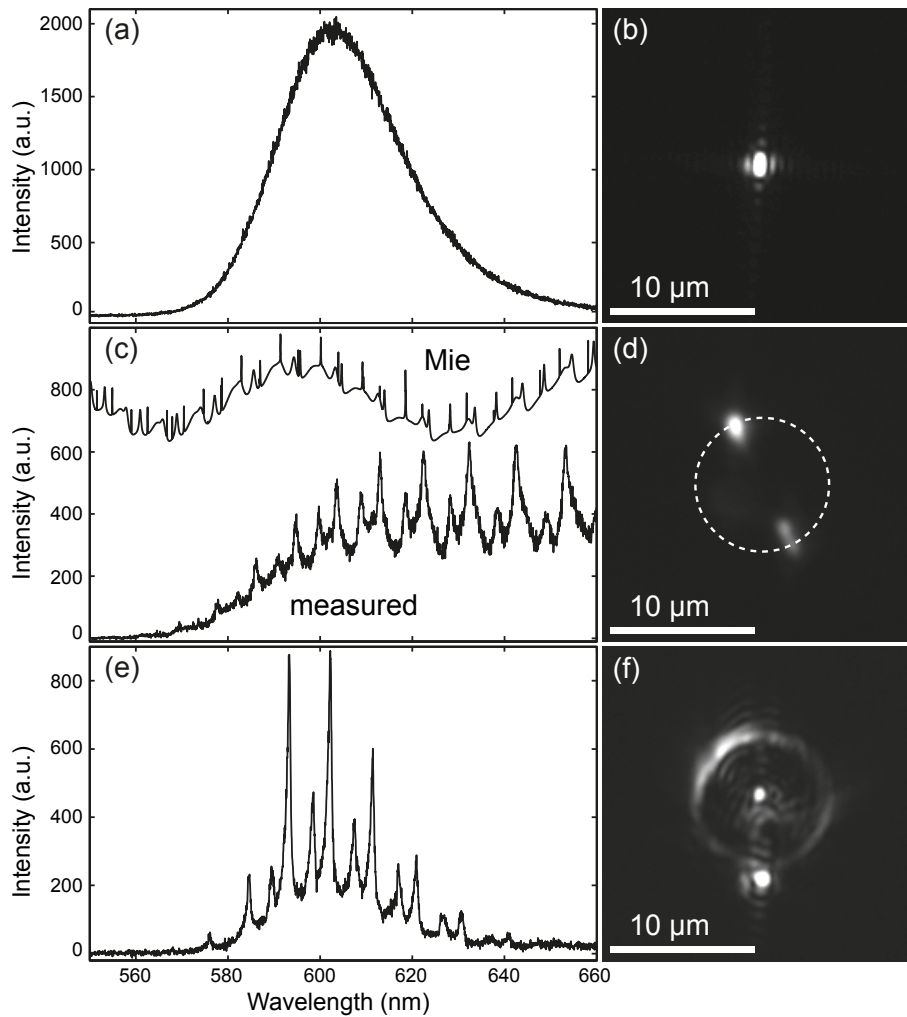 (a)
2000
1500
1000
500
0
Intensity (a.u.)
(b)
10 µm
(c)
Mie
800
600
400
200
0
Intensity (a.u.)
measured
(d)
10 µm
(e)
800
600
400
200
0
Intensity (a.u.)
560
580
600
620
640
660
Wavelength (nm)
(f)
10 µm